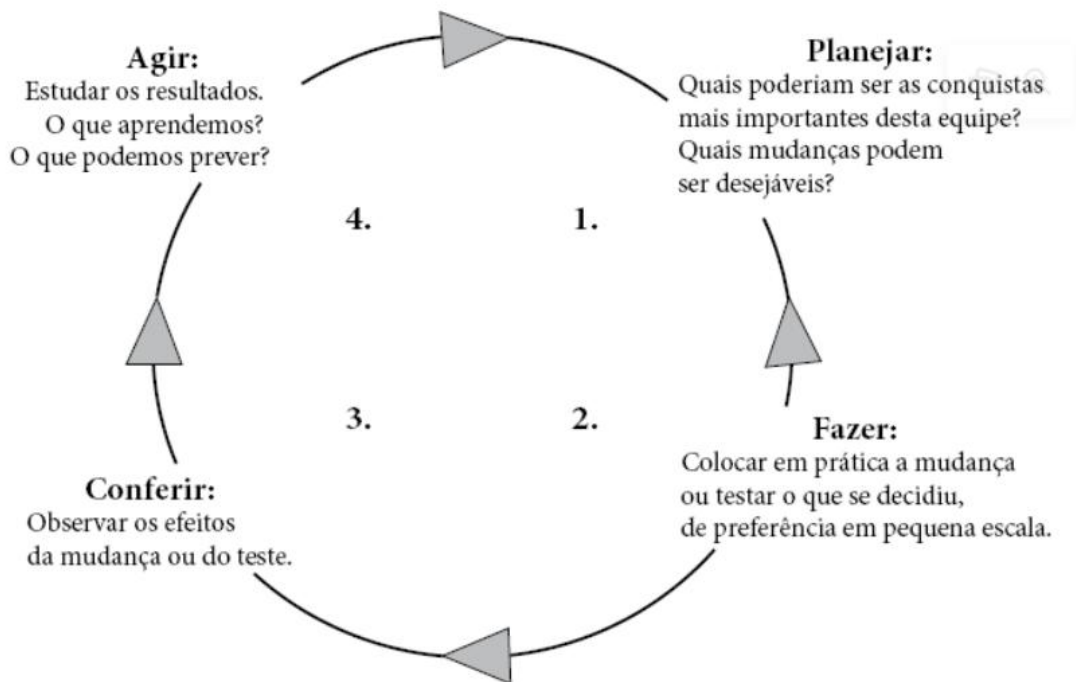 Agir:
Estudar os resultados.
O que aprendemos?
O que podemos prever?
Planejar:
Quais poderiam ser as conquistas
mais importantes desta equipe?
Quais mudanças podem
ser desejáveis?
4.
1.
3.
2.
Conferir:
Observar os efeitos
da mudança ou do teste.
Fazer:
Colocar em prática a mudança
ou testar o que se decidiu,
de preferência em pequena escala.